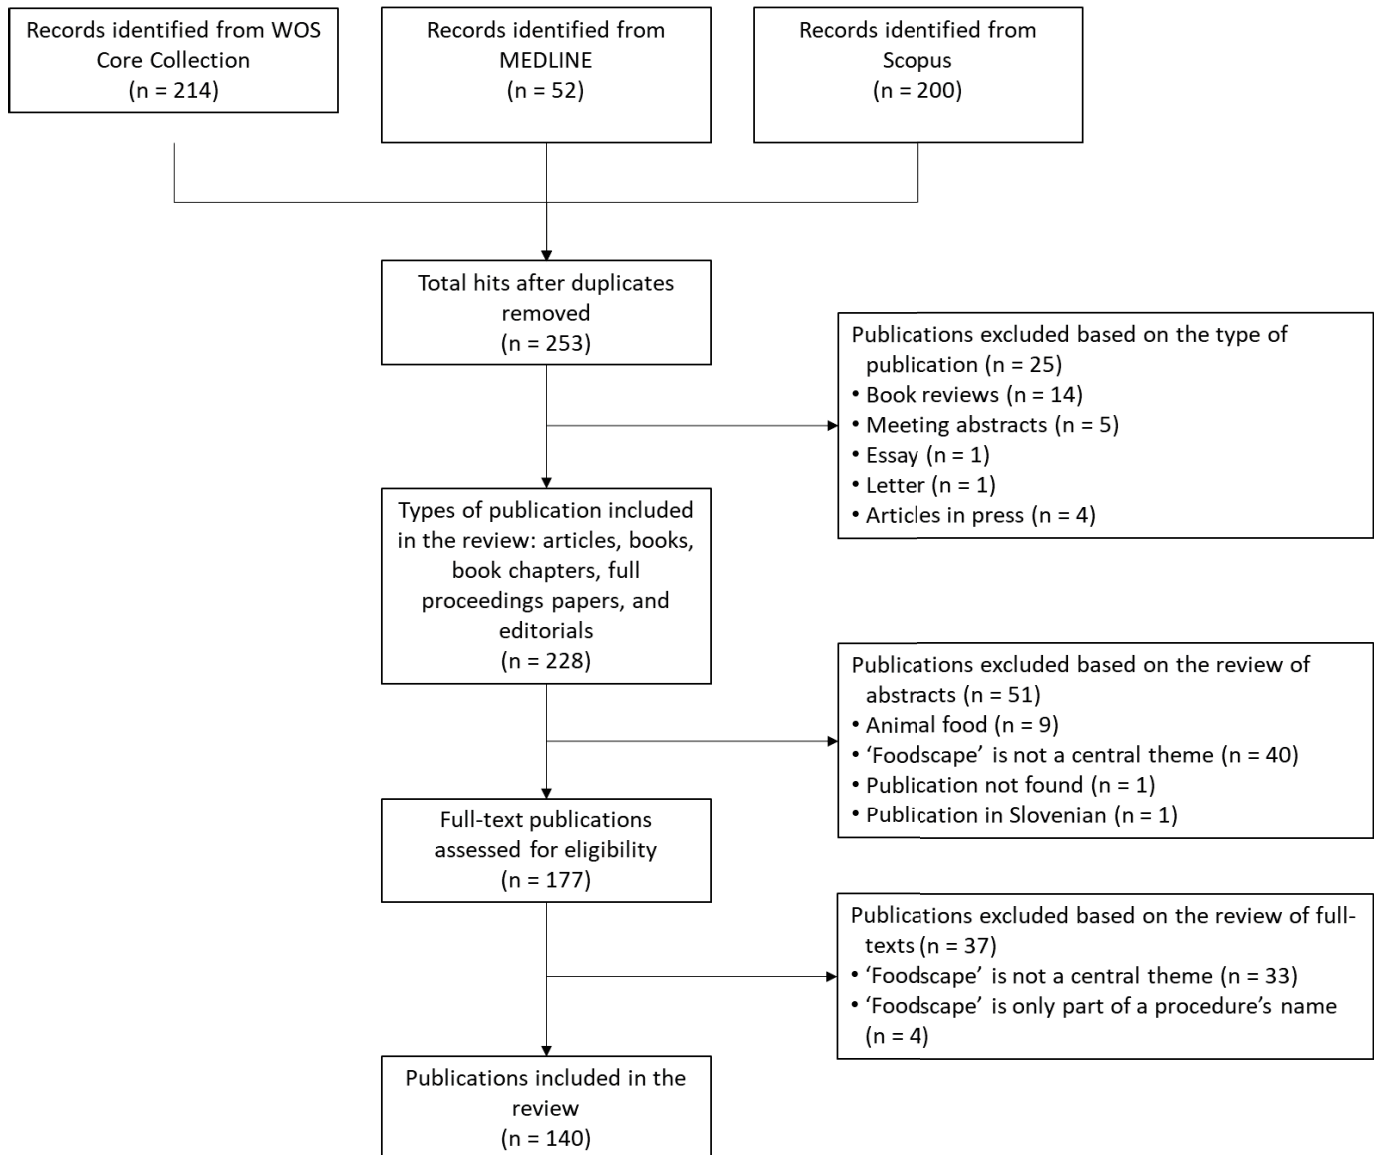 Records identified from WOS
Core Collection
(n = 214)
Records identified from
MEDLINE
(n = 52)
Records identified from
Scopus
(n = 200)
Total hits after duplicates
removed
(n = 253)
Publications excluded based on the type of
publication (n = 25)
• Book reviews (n = 14)
• Meeting abstracts (n = 5)
• Essay (n = 1)
• Letter (n = 1)
• Articles in press (n = 4)
Types of publication included
in the review: articles, books,
book chapters, full
proceedings papers, and
editorials
(n = 228)
Publications excluded based on the review of
abstracts (n = 51)
• Animal food (n = 9)
• ‘Foodscape’ is not a central theme (n = 40)
• Publication not found (n = 1)
• Publication in Slovenian (n = 1)
Full-text publications
assessed for eligibility
(n = 177)
Publications excluded based on the review of full-
texts (n = 37)
• ‘Foodscape’ is not a central theme (n = 33)
• ‘Foodscape’ is only part of a procedure’s name
(n = 4)
Publications included in the
review
(n = 140)